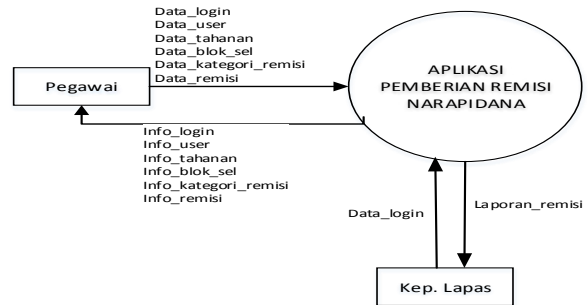 Data_login
Data_user
Data_tahanan
Data_blok_sel
Data_kategori_remisi
Data_remisi
Pegawai
APLIKASI
PEMBERIAN REMISI
NARAPIDANA
Info_login
Info_user
Info_tahanan
Info_blok_sel
Info_kategori_remisi
Info_remisi
Data_login
Laporan_remisi
Kep. Lapas